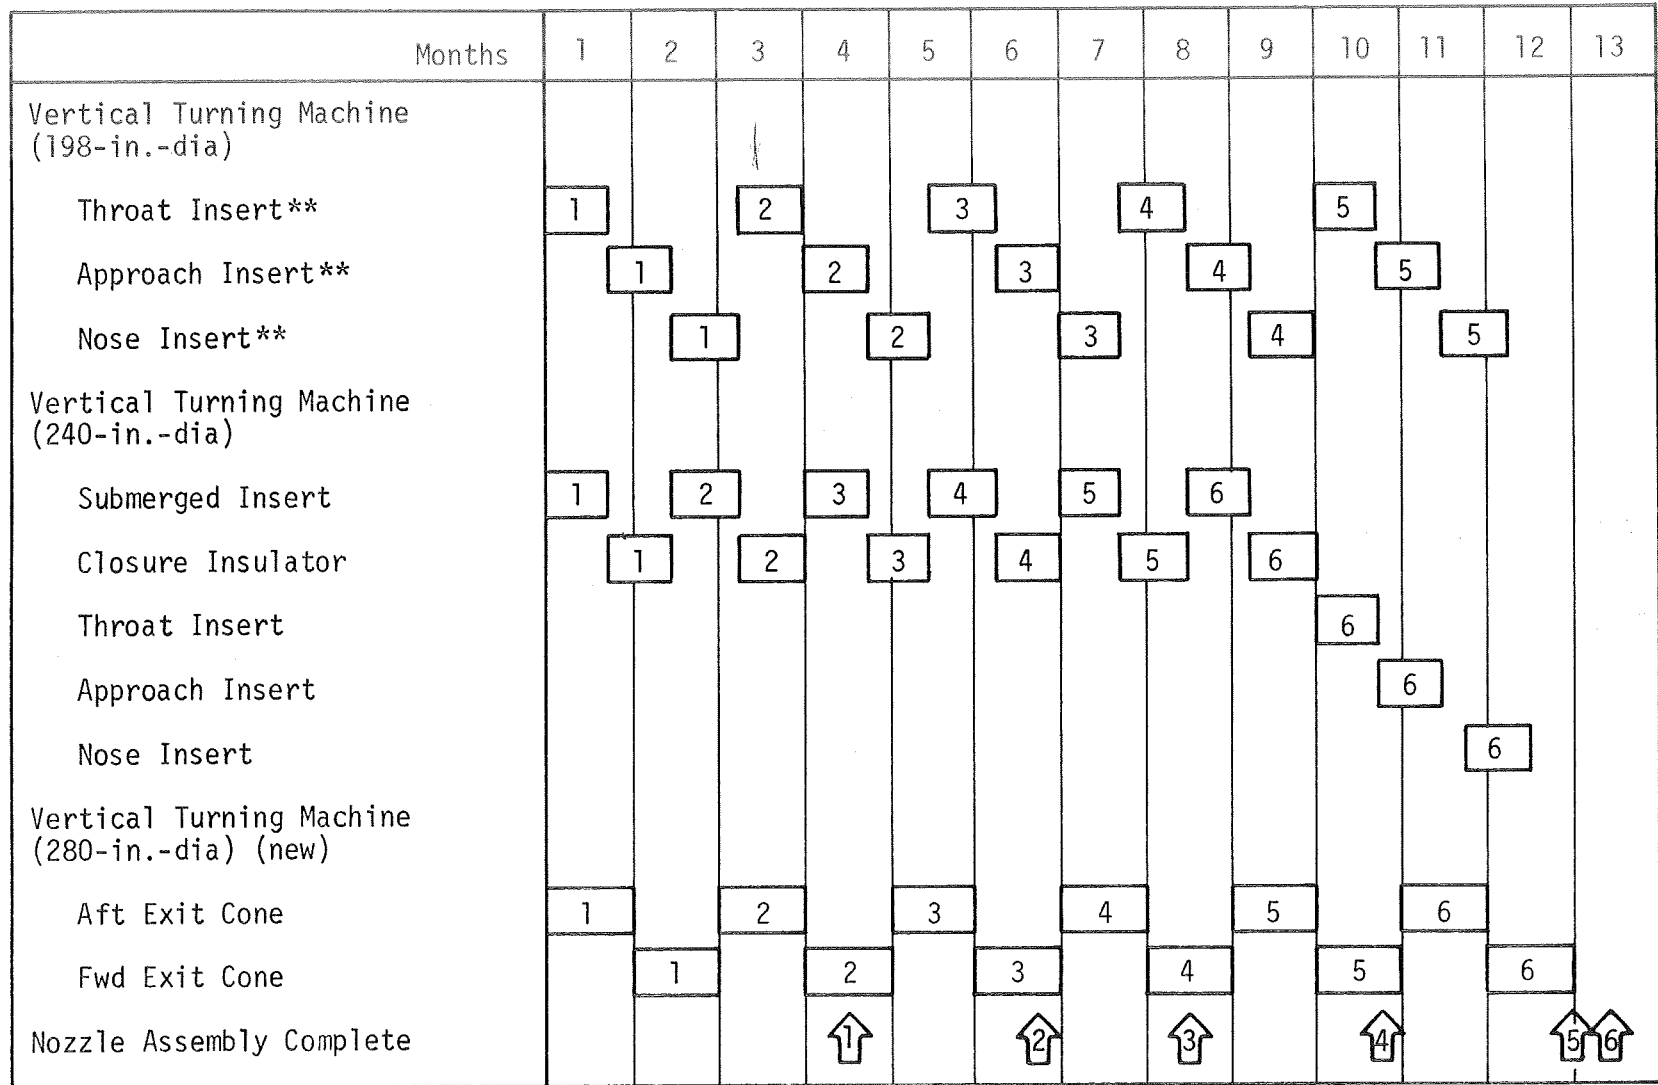 Months 1 2 3 4 5 6 7 8 9 10 11 12 13
Vertical Turning Machine
(198-in.-dia)
Throat Insert** 1 2 3 4 5
Approach Insert** 1 2 3 4 5
Nose Insert** 1 2 3 4 5
Vertical Turning Machine
(240-in.-dia)
Submerged Insert 1 2 3 4 5 6
Closure Insulator 1 2 3 4 5 6
Throat Insert 6
Approach Insert 6
Nose Insert 6
Vertical Turning Machine
(280-in.-dia) (new)
Aft Exit Cone 1 2 3 4 5 6
Fwd Exit Cone 1 2 3 4 5 6
Nozzle Assembly Complete 1 2 3 4 5 6